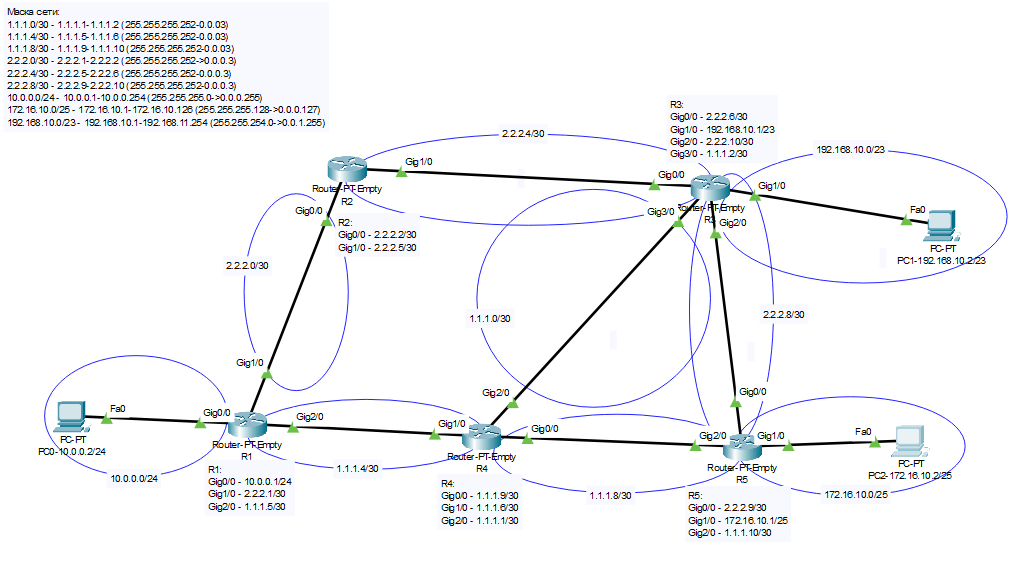 Маска сети:
1.1.1.0/30 - 1.1.1.1-1.1.1.2 (255.255.255.252-0.0.03)
1.1.1.4/30 - 1.1.1.5-1.1.1.6 (255.255.255.252-0.0.03)
1.1.1.8/30 - 1.1.1.9-1.1.1.10 (255.255.255.252-0.0.03)
2.2.2.0/30 - 2.2.2.1-2.2.2.2 (255.255.255.252->0.0.0.3)
2.2.2.4/30 - 2.2.2.5-2.2.2.6 (255.255.255.252-0.0.0.3)
2.2.2.8/30 - 2.2.2.9-2.2.2.10 (255.255.255.252-0.0.0.3)
10.0.0.0/24 - 10.0.0.1-10.0.0.254 (255.255.255.0->0.0.0.255)
172.16.10.0/25 - 172.16.10.1-172.16.10.126 (255.255.255.128->0.0.0.127)
192.168.10.0/23 - 192.168.10.1-192.168.11.254 (255.255.254.0->0.0.1.255)
R3:
Gig0/0 - 2.2.2.6/30
Gig1/0 - 192.168.10.1/23
Gig2/0 - 2.2.2.10/30
Gig3/0 - 1.1.1.2/30
2.2.2.4/30
192.168.10.0/23
Gig1/0
Router-PT-Empty
R2
Gig0/0
Gig1/0
Router-PT-Empty
R3
Gig3/0
Gig2/0
Fa0
PC-PT
PC1-192.168.10.2/23
Gig0/0
R2:
Gig0/0 - 2.2.2.2/30
Gig1/0 - 2.2.2.5/30
2.2.2.0/30
1.1.1.0/30
2.2.2.8/30
Gig1/0
Gig2/0
Gig0/0
Fa0
PC-PT
PC0-10.0.0.2/24
Gig0/0
Gig2/0
Router-PT-Empty
R1
Gig1/0
Gig0/0
Router-PT-Empty
R4
Gig2/0
Gig1/0
Router-PT-Empty
R5
Fa0
PC-PT
PC2-172.16.10.2/25
10.0.0.0/24
1.1.1.4/30
1.1.1.8/30
172.16.10.0/25
R1:
Gig0/0 - 10.0.0.1/24
Gig1/0 - 2.2.2.1/30
Gig2/0 - 1.1.1.5/30
R4:
Gig0/0 - 1.1.1.9/30
Gig1/0 - 1.1.1.6/30
Gig2/0 - 1.1.1.1/30
R5:
Gig0/0 - 2.2.2.9/30
Gig1/0 - 172.16.10.1/25
Gig2/0 - 1.1.1.10/30